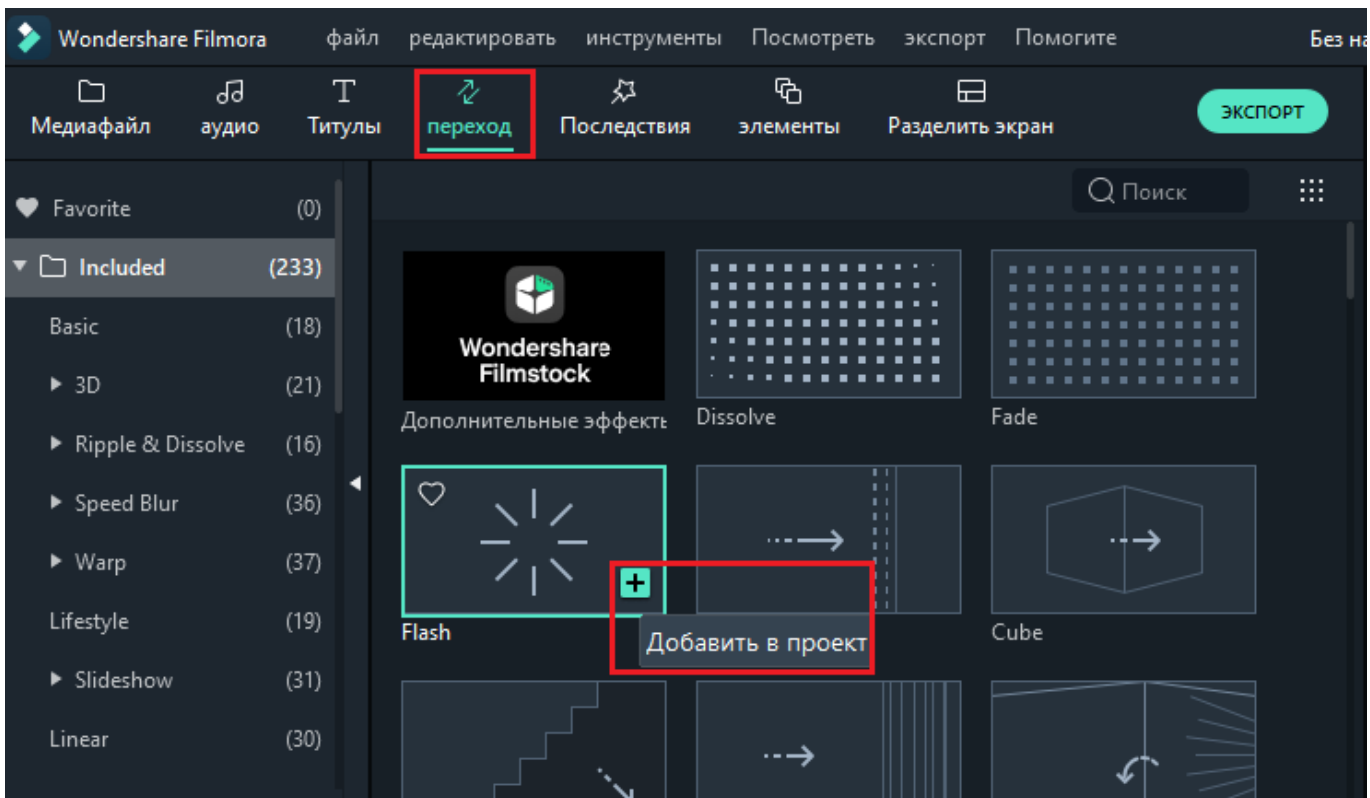 Wondershare Filmora файл редактировать инструменты Посмотреть экспорт Помогите Без
Медиафайл аудио Титулы переход Последствия элементы Разделить экран экспорт
Поиск
Favorite (0)
Included (233)
Basic (18)
3D (21)
Ripple & Dissolve (16)
Speed Blur (36)
Warp (37)
Lifestyle (19)
Slideshow (31)
Linear (30)
Wondershare
Filmstock
Дополнительные эффекть Dissolve Fade
Flash Cube
Добавить в проект